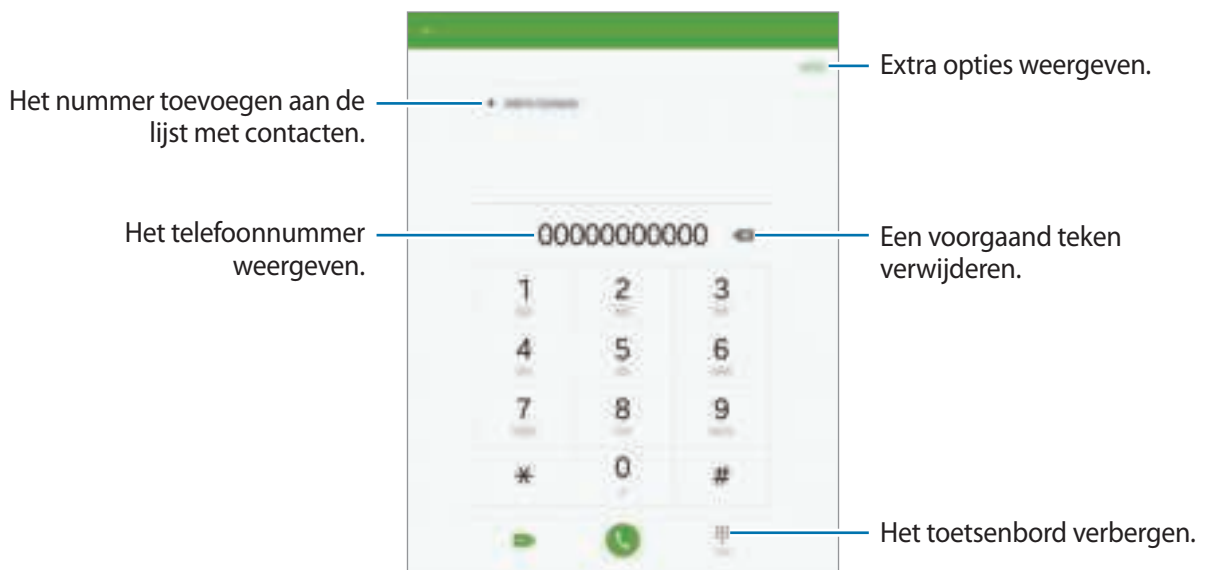 Extra opties weergeven.
Het nummer toevoegen aan de
lijst met contacten.
Het telefoonnummer
weergeven.
00000000000
Een voorgaand teken
verwijderen.
1 2 3
4 5 6
7 8 9
* 0 #
Het toetsenbord verbergen.